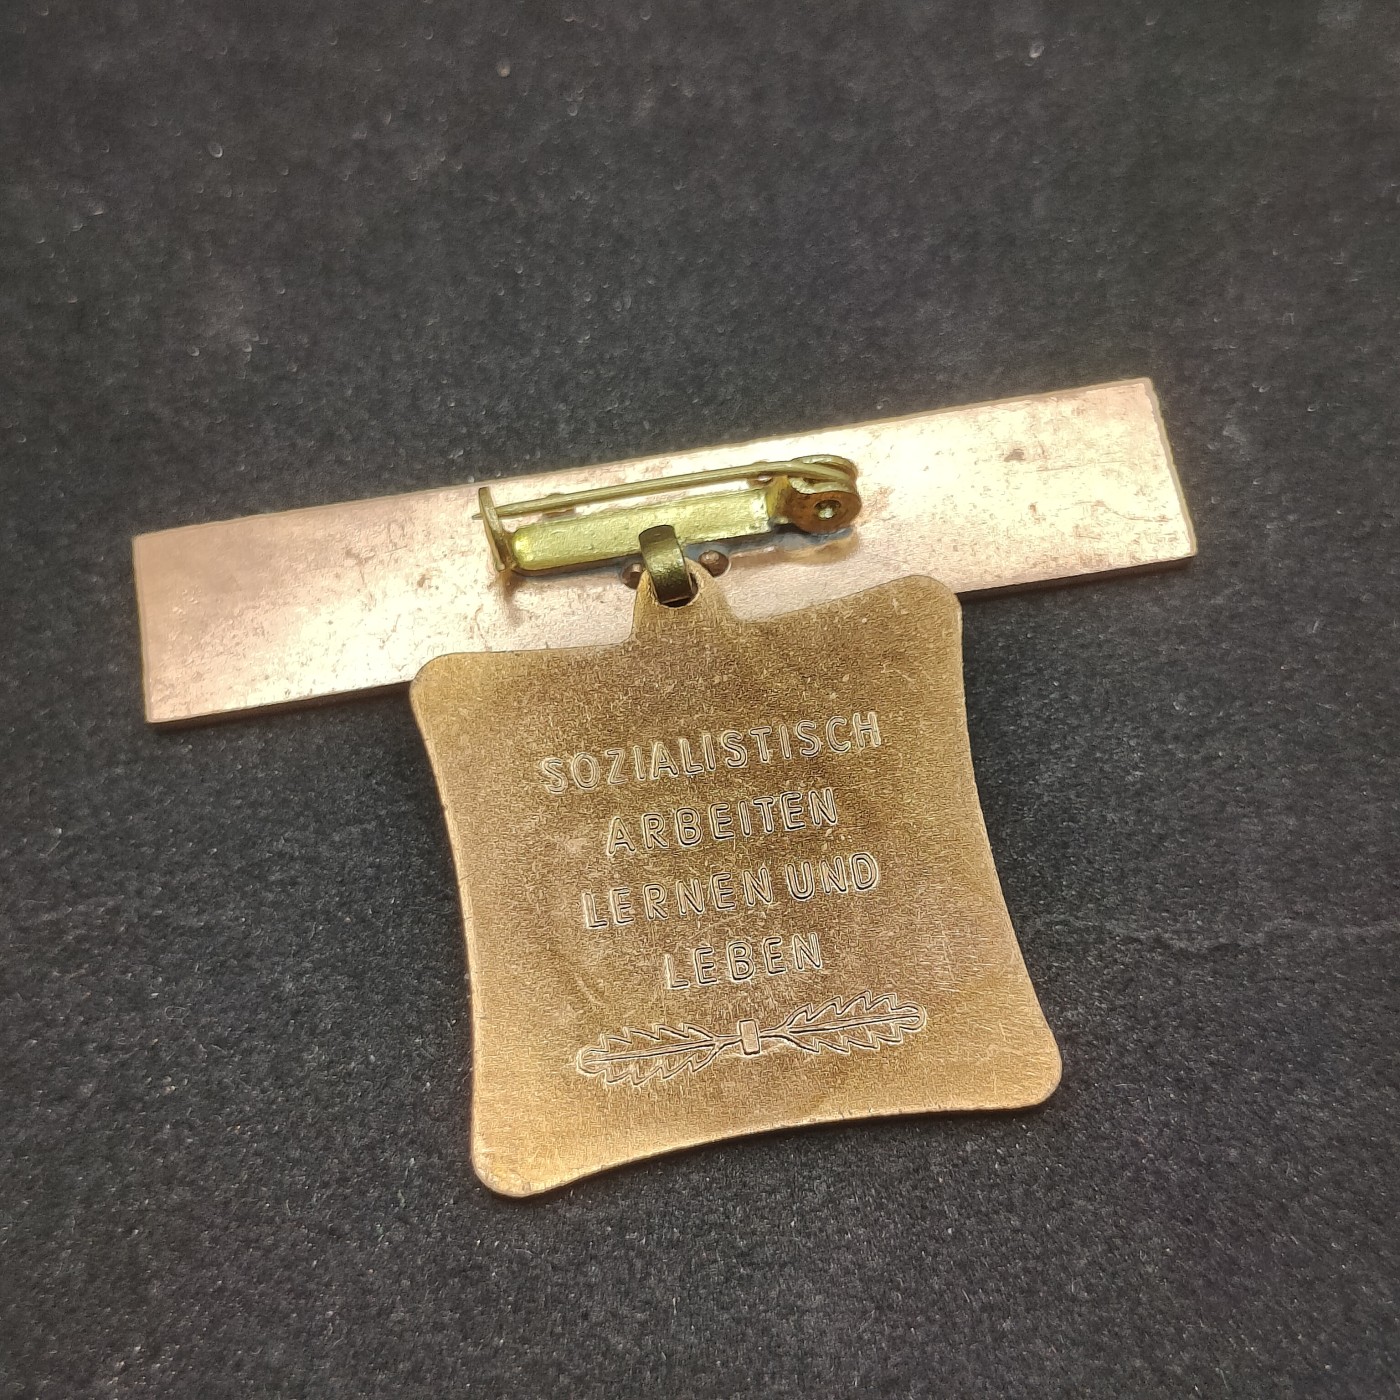 SOZIALISTISCH
ARBEITEN
LERNEN UND
LEBEN